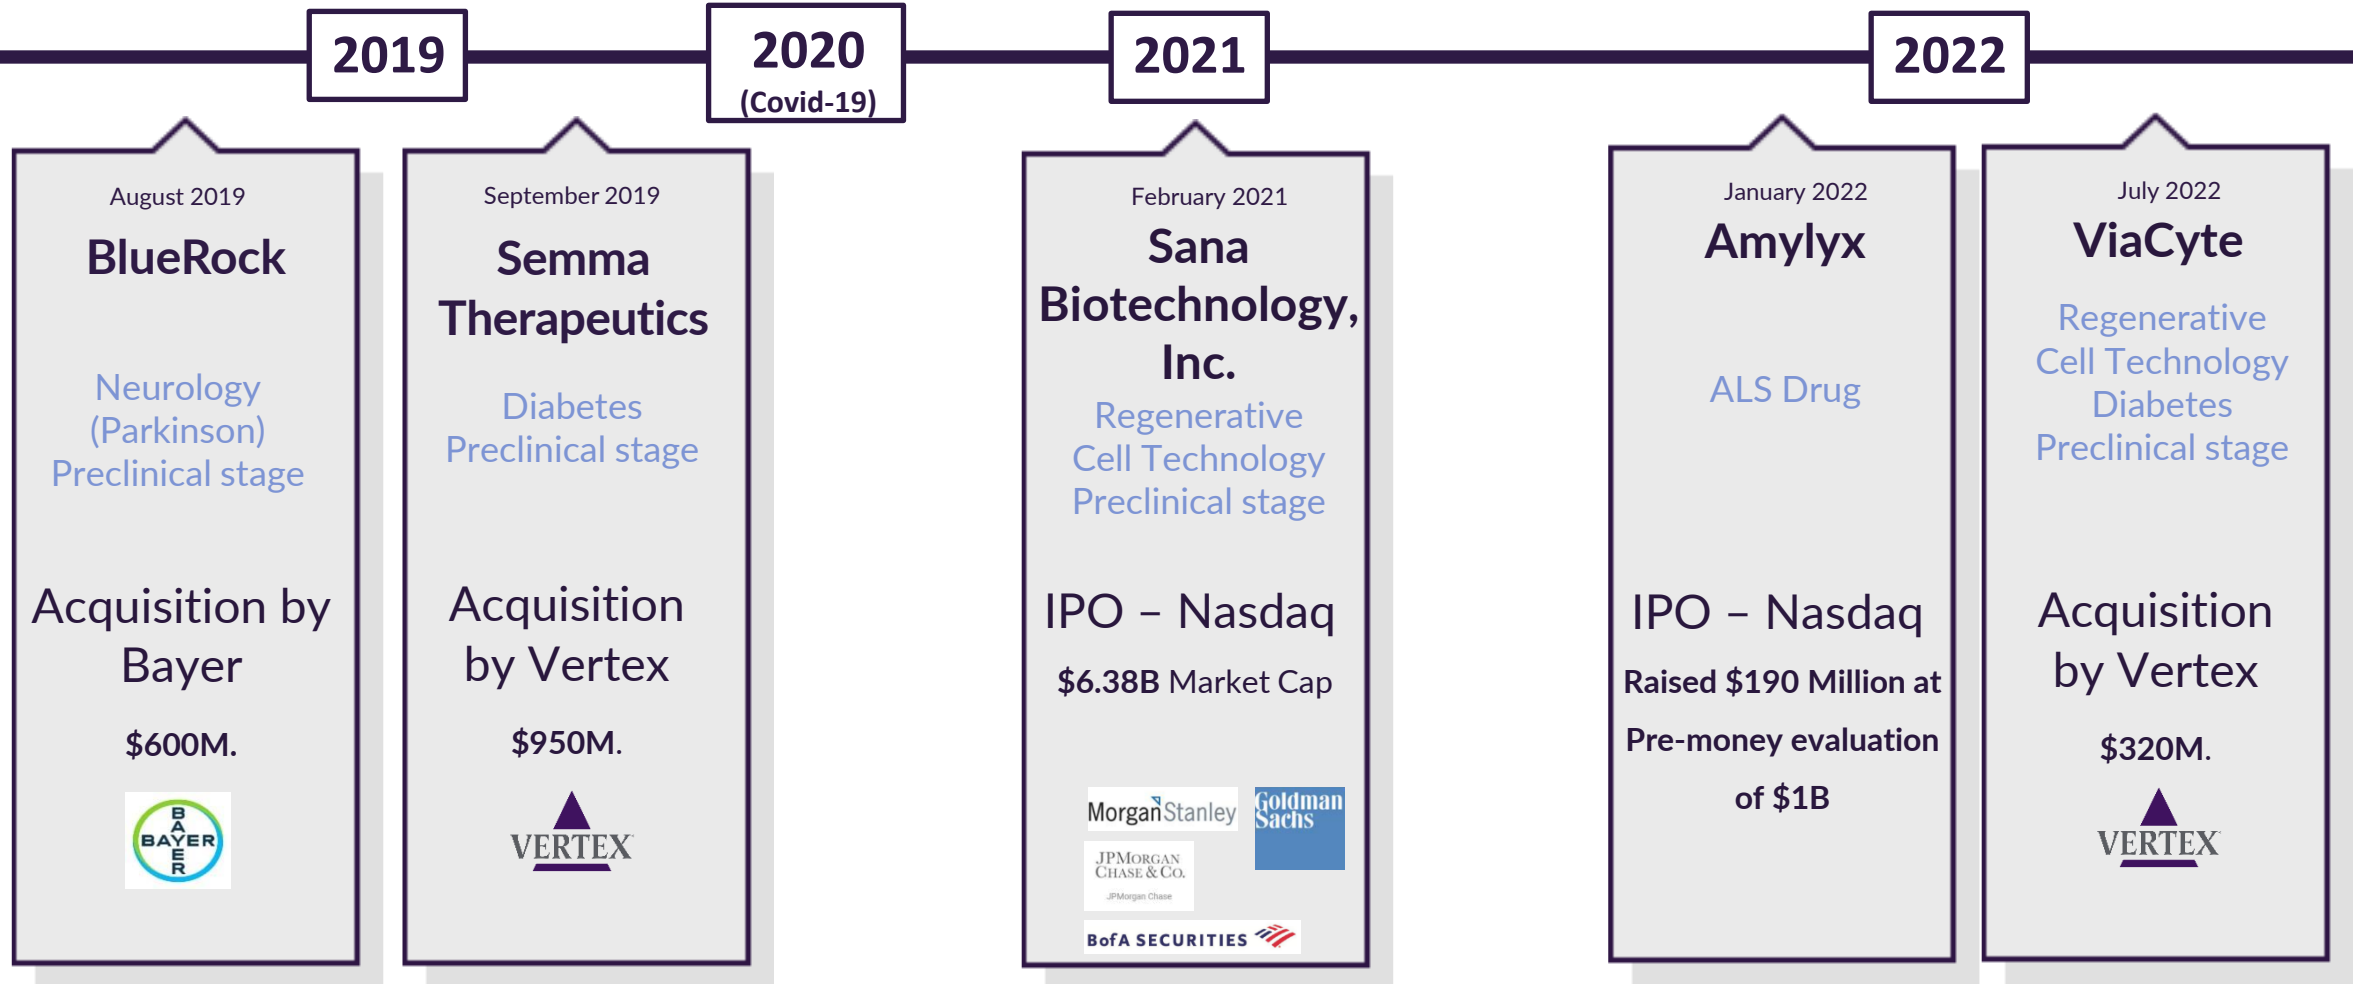 2019
2020
(Covid-19)
2021
2022
August 2019
BlueRock
Neurology
(Parkinson)
Preclinical stage
Acquisition by
Bayer
$600M.
B
A
BAYER
E
R
September 2019
Semma
Therapeutics
Diabetes
Preclinical stage
Acquisition
by Vertex
$950M.
VERTEX
February 2021
Sana
Biotechnology,
Inc.
Regenerative
Cell Technology
Preclinical stage
IPO – Nasdaq
$6.38B Market Cap
Morgan Stanley
Goldman
Sachs
JPMORGAN
CHASE & CO.
JPMorgan Chase
BofA SECURITIES
January 2022
Amylyx
ALS Drug
IPO – Nasdaq
Raised $190 Million at
Pre-money evaluation
of $1B
July 2022
ViaCyte
Regenerative
Cell Technology
Diabetes
Preclinical stage
Acquisition
by Vertex
$320M.
VERTEX